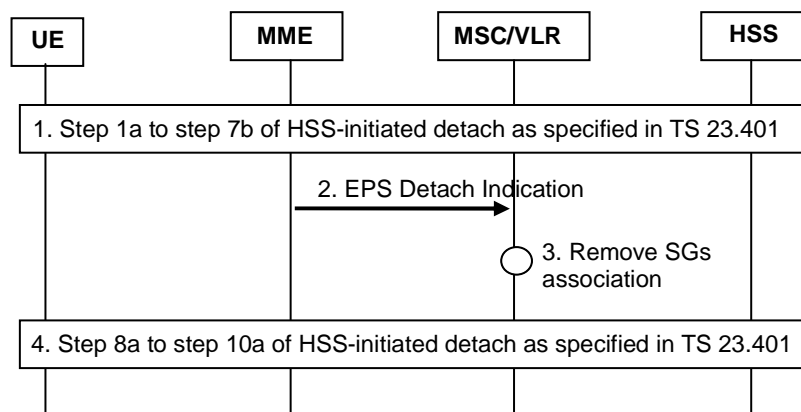 UE
MME
MSC/VLR
HSS
1. Step 1a to step 7b of HSS-initiated detach as specified in TS 23.401
2. EPS Detach Indication
3. Remove SGs
association
4. Step 8a to step 10a of HSS-initiated detach as specified in TS 23.401